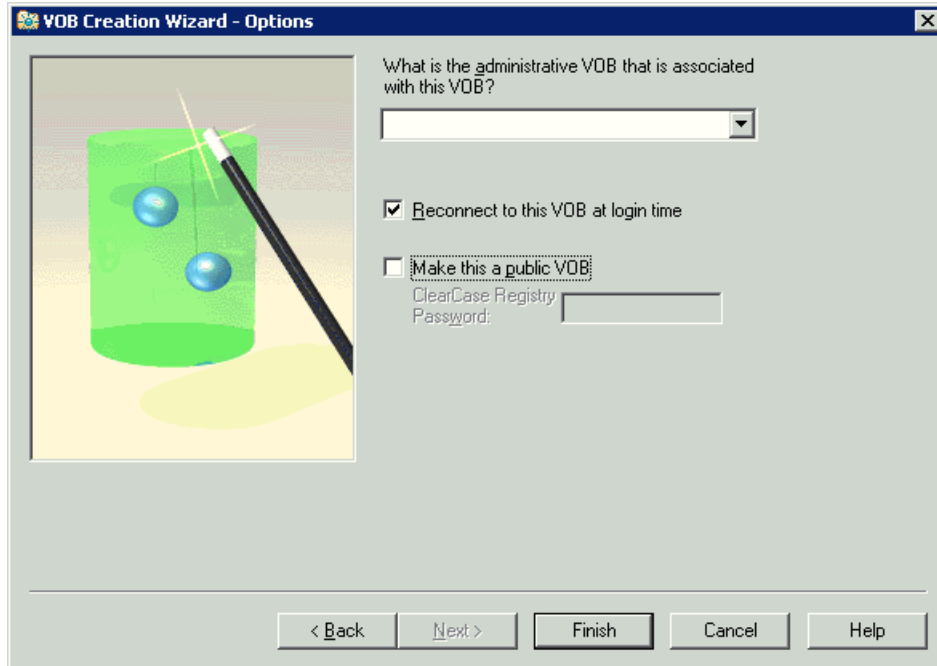 VOB Creation Wizard - Options
What is the administrative VOB that is associated
with this VOB?
Reconnect to this VOB at login time
Make this a public VOB
ClearCase Registry
Password:
< Back
Next >
Finish
Cancel
Help